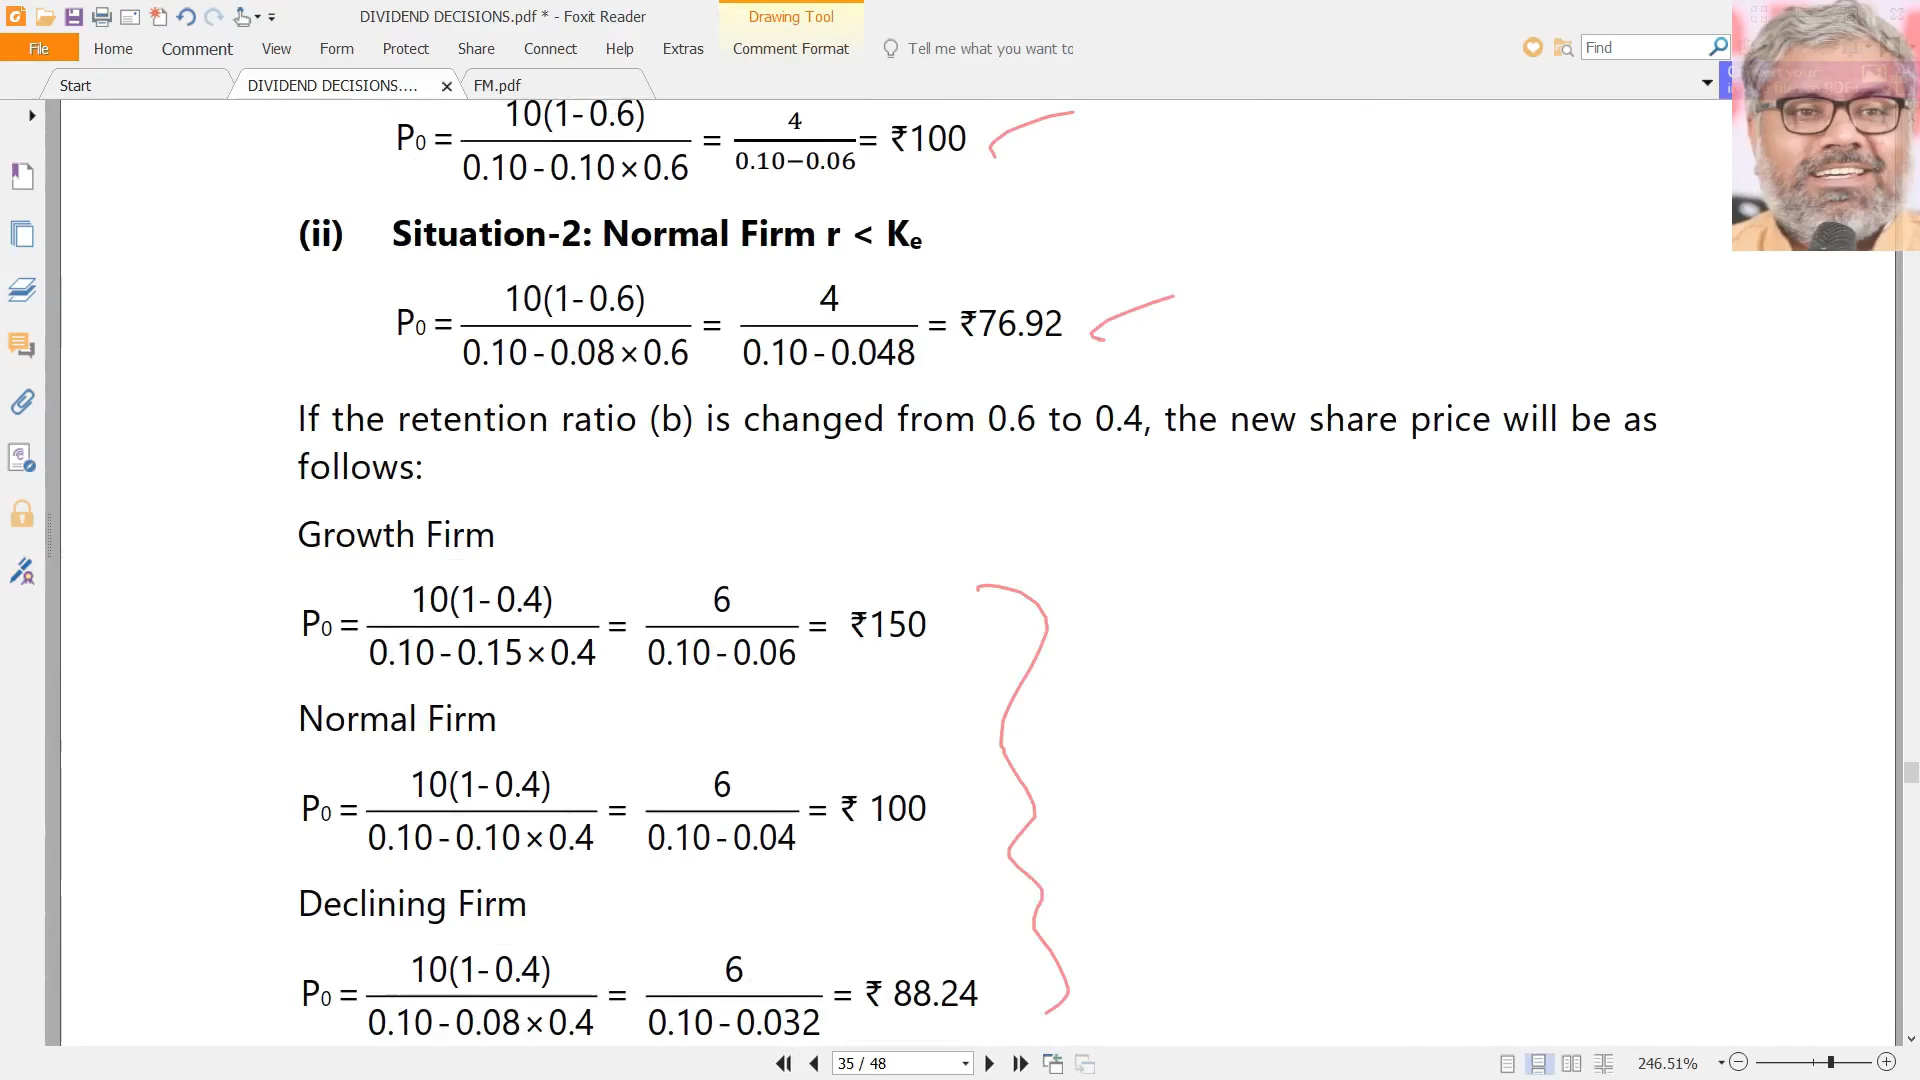 DIVIDEND DECISIONS.pdf * - Foxit Reader
Drawing Tool
File Home Comment View Form Protect Share Connect Help Extras Comment Format Tell me what you want to Find
Start DIVIDEND DECISIONS.... FM.pdf
P0 = 10(1-0.6) / 0.10-0.10×0.6 = 4 / 0.10−0.06 = ₹100
(ii) Situation-2: Normal Firm r < Ke
P0 = 10(1-0.6) / 0.10-0.08×0.6 = 4 / 0.10-0.048 = ₹76.92
If the retention ratio (b) is changed from 0.6 to 0.4, the new share price will be as
follows:
Growth Firm
P0 = 10(1-0.4) / 0.10-0.15×0.4 = 6 / 0.10-0.06 = ₹150
Normal Firm
P0 = 10(1-0.4) / 0.10-0.10×0.4 = 6 / 0.10-0.04 = ₹ 100
Declining Firm
P0 = 10(1-0.4) / 0.10-0.08×0.4 = 6 / 0.10-0.032 = ₹ 88.24
35 / 48 246.51%